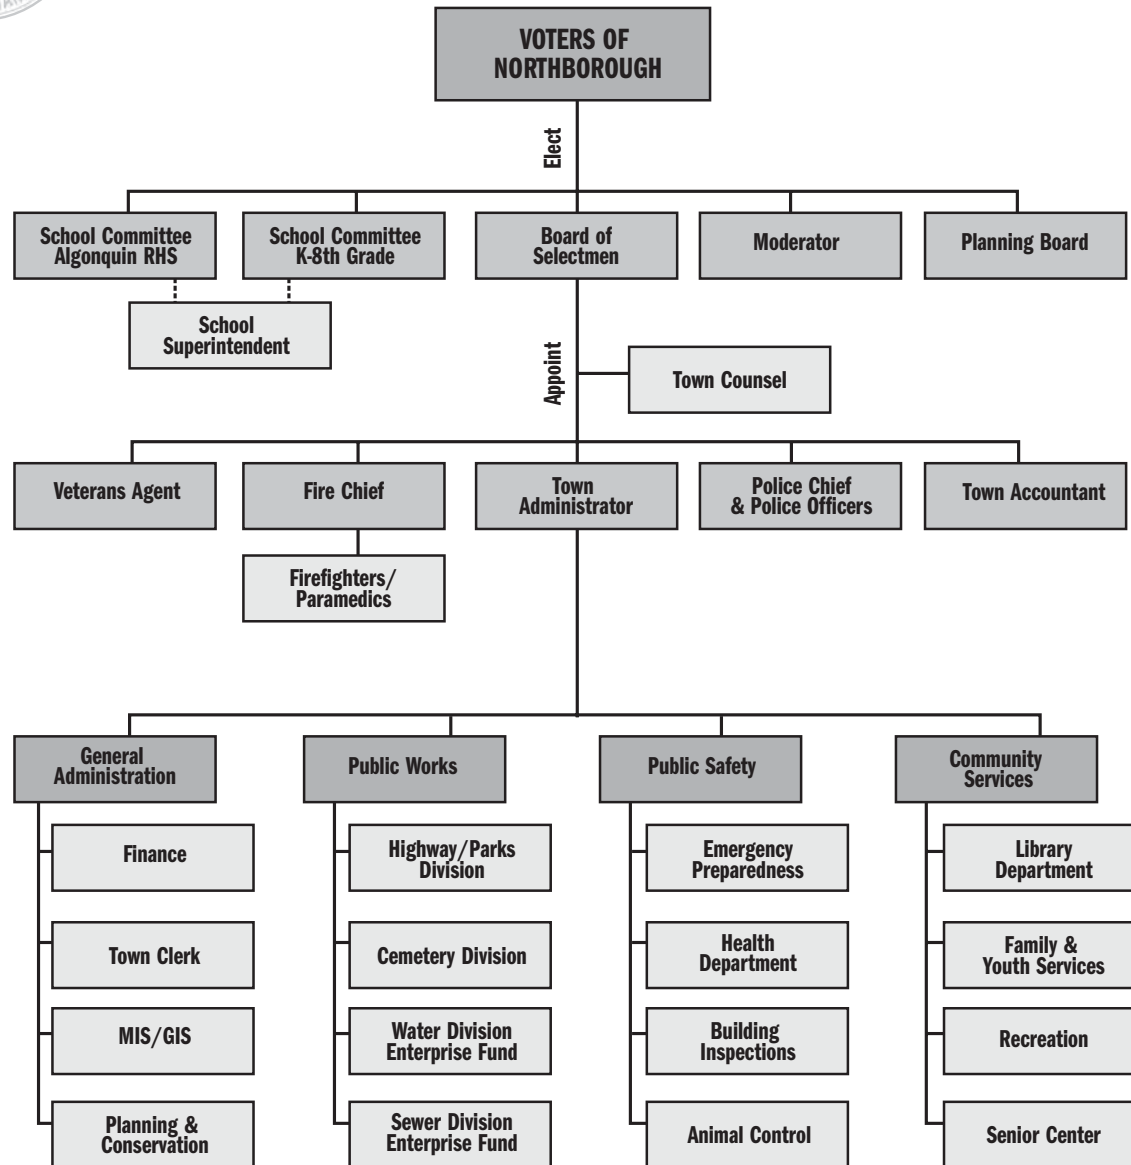 VOTERS OF
NORTHBOROUGH
Elect
School Committee
Algonquin RHS
School Committee
K-8th Grade
Board of
Selectmen
Moderator
Planning Board
School
Superintendent
Appoint
Town Counsel
Veterans Agent
Fire Chief
Town
Administrator
Police Chief
& Police Officers
Town Accountant
Firefighters/
Paramedics
General
Administration
Public Works
Public Safety
Community
Services
Finance
Highway/Parks
Division
Emergency
Preparedness
Library
Department
Town Clerk
Cemetery Division
Health
Department
Family &
Youth Services
MIS/GIS
Water Division
Enterprise Fund
Building
Inspections
Recreation
Planning &
Conservation
Sewer Division
Enterprise Fund
Animal Control
Senior Center